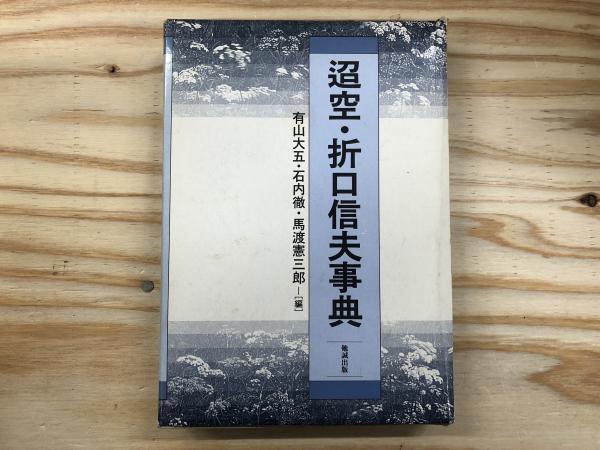 迢空・折口信夫事典
有山大五・石内徹・馬渡憲三郎―[編]
勉誠出版